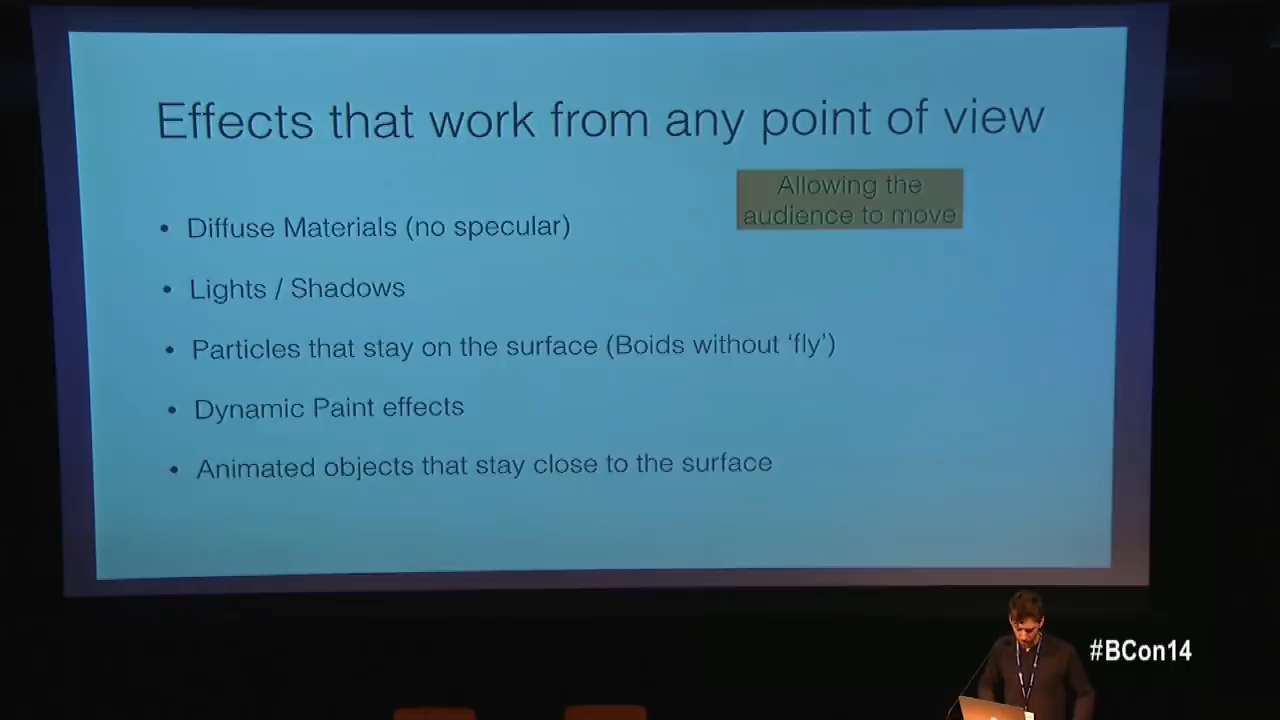 Effects that work from any point of view
Allowing the
audience to move
• Diffuse Materials (no specular)
• Lights / Shadows
• Particles that stay on the surface (Boids without ‘fly’)
• Dynamic Paint effects
• Animated objects that stay close to the surface
#BCon14